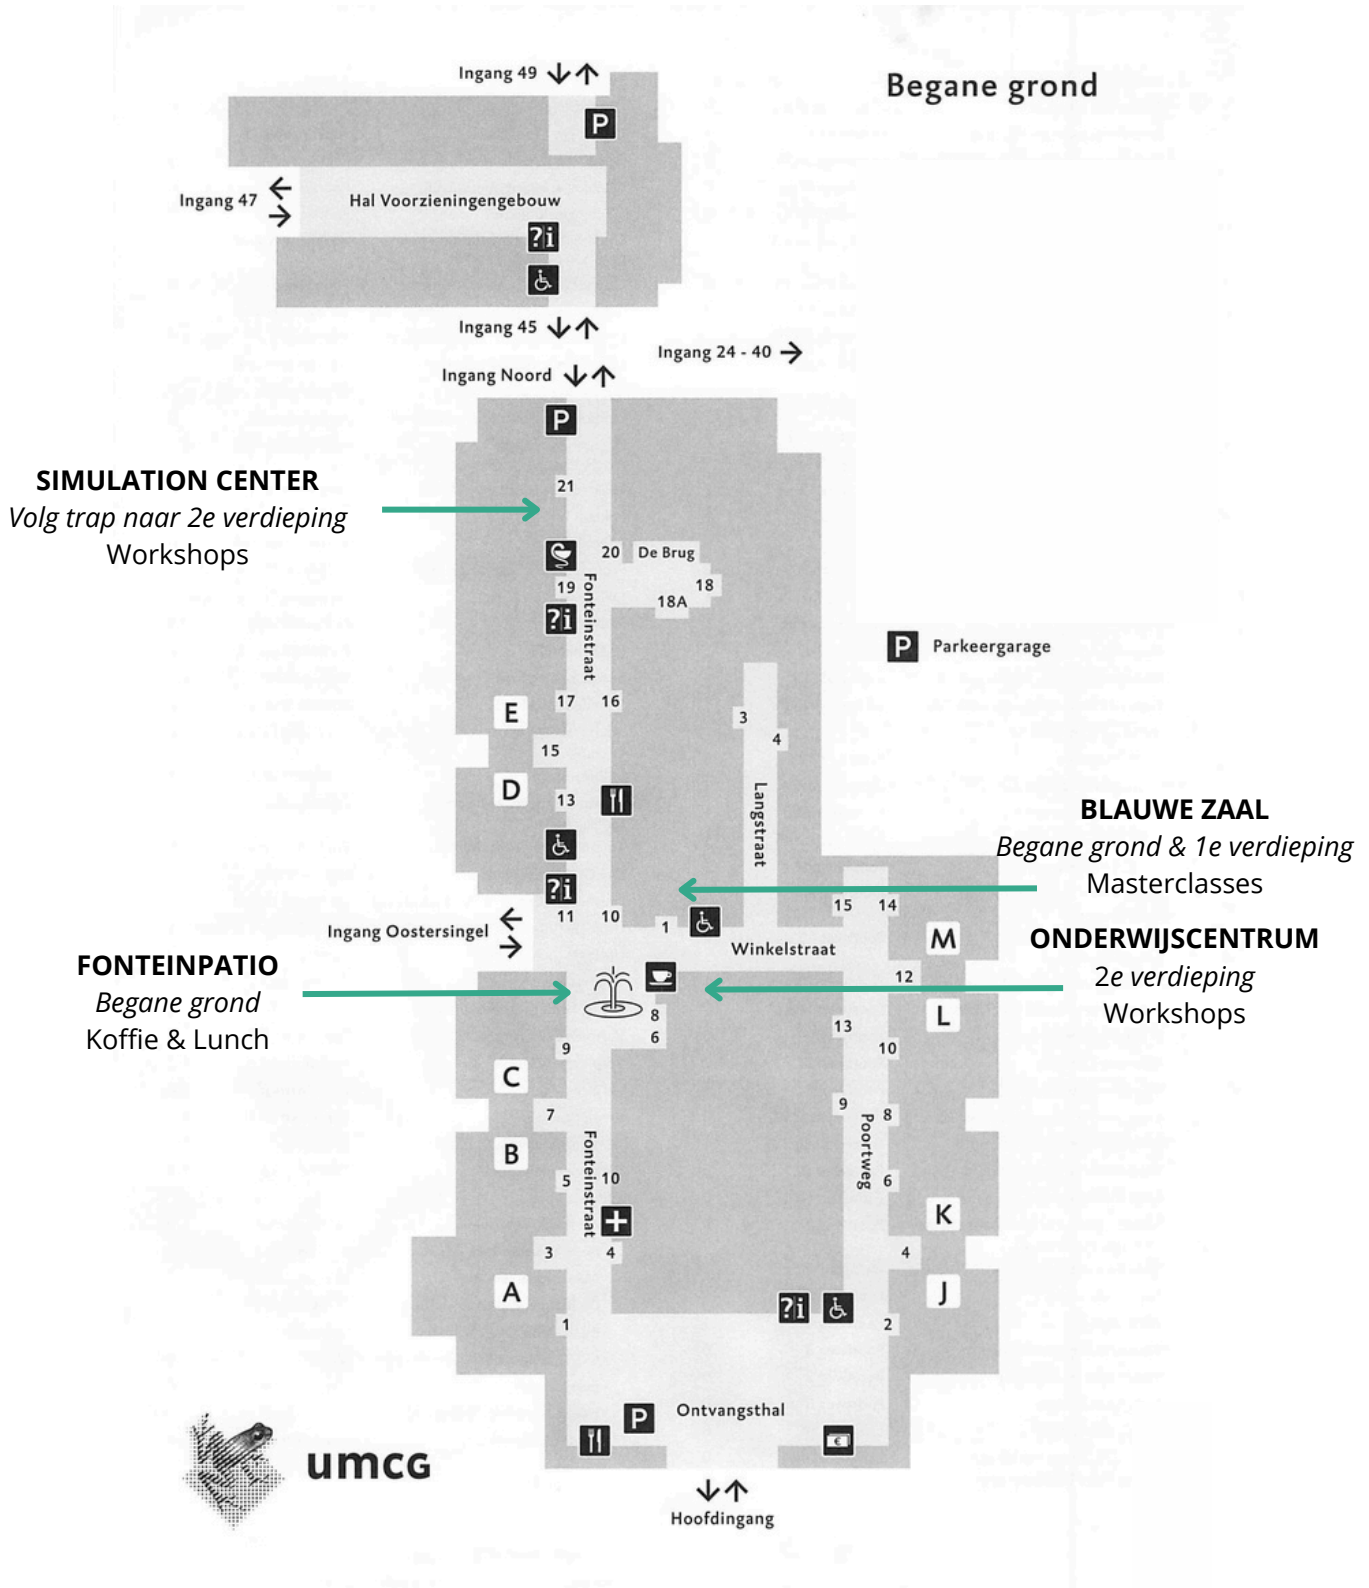 Begane grond
Ingang 49
P
Ingang 47
Hal Voorzieningengebouw
?i
Ingang 45
Ingang 24 - 40
Ingang Noord
P
SIMULATION CENTER
Volg trap naar 2e verdieping
Workshops
21
20
De Brug
19
18
18A
?i
Fonteinstraat
P
Parkeergarage
17
16
E
15
3
4
D
13
Langstraat
BLAUWE ZAAL
Begane grond & 1e verdieping
Masterclasses
?i
11
10
1
15
14
Ingang Oostersingel
Winkelstraat
M
ONDERWIJSCENTRUM
2e verdieping
Workshops
FONTEINPATIO
Begane grond
Koffie & Lunch
12
8
6
L
13
9
10
C
7
9
8
B
Fonteinstraat
Poortweg
5
10
6
K
3
4
4
A
J
?i
1
2
Ontvangsthal
P
€
umcG
Hoofdingang